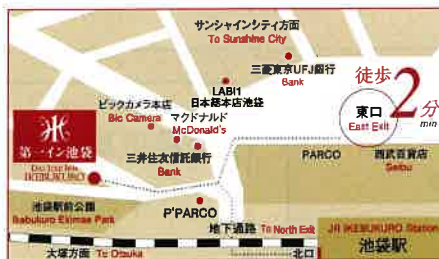 サンシャインシティ方面
To Sunshine City
三菱東京UFJ銀行
Bank
徒歩2分
min
LABI1
日本総本店池袋
ビックカメラ本店
Bic Camera
マクドナルド
McDonald's
東口
East Exit
第一イン池袋
DAI-ICHI INN
IKEBUKURO
三井住友信託銀行
Bank
PARCO
西武百貨店
Seibu
池袋駅前公園
Ikebukuro Ekimae Park
P'PARCO
地下通路
To North Exit
JR IKEBUKURO Station
池袋駅
大塚方面 To Otsuka
北口